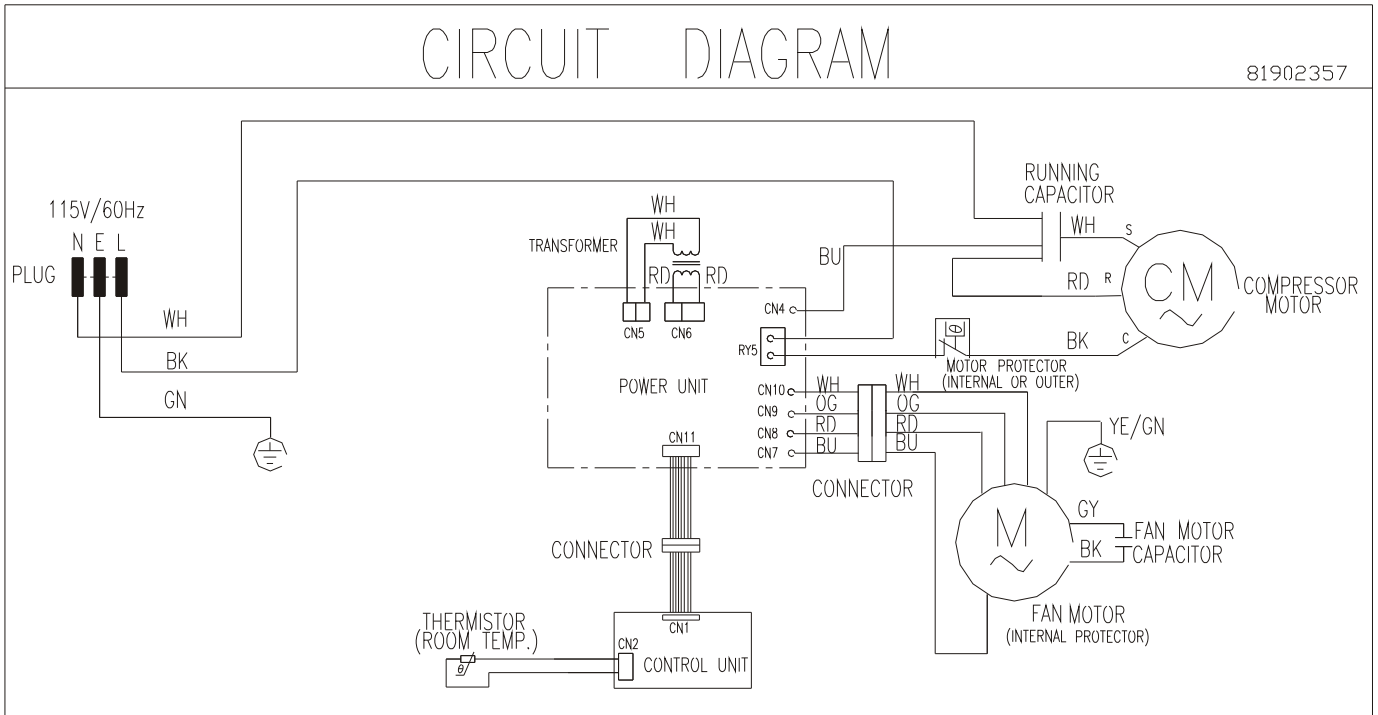 CIRCUIT DIAGRAM
81902357
115V/60Hz
N E L
PLUG
WH
BK
GN
WH
WH
TRANSFORMER
RD RD
CN5 CN6
CN4
RY5
POWER UNIT
CN10
CN9
CN8
CN7
CN11
BU
RUNNING
CAPACITOR
WH S
RD R
CM
COMPRESSOR
MOTOR
BK C
θ
MOTOR PROTECTOR
(INTERNAL OR OUTER)
WH WH
OG OG
RD RD
BU BU
CONNECTOR
YE/GN
M
GY
BK
FAN MOTOR
CAPACITOR
FAN MOTOR
(INTERNAL PROTECTOR)
CONNECTOR
CN1
CN2
CONTROL UNIT
THERMISTOR
(ROOM TEMP.)
θ